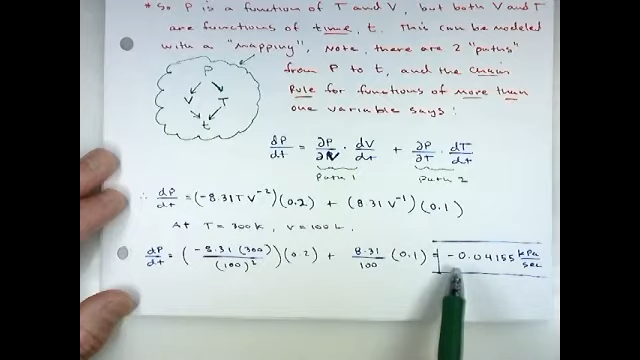 * So P is a function of T and V, but both V and T
are functions of time, t. This can be modeled
with a "mapping". Note, there are 2 "paths"
from P to t, and the chain
Rule for functions of more than
one variable says:
P
V T
t
∂P/dt = ∂P/∂V · dV/dt + ∂P/∂T · dT/dt
Path 1 Path 2
∴ dP/dt = (-8.31 T V⁻²)(0.2) + (8.31 V⁻¹)(0.1)
At T = 300k, V = 100L.
dP/dt = (-8.31(300)/(100)²)(0.2) + 8.31/100 (0.1) = -0.04155 kPa/sec